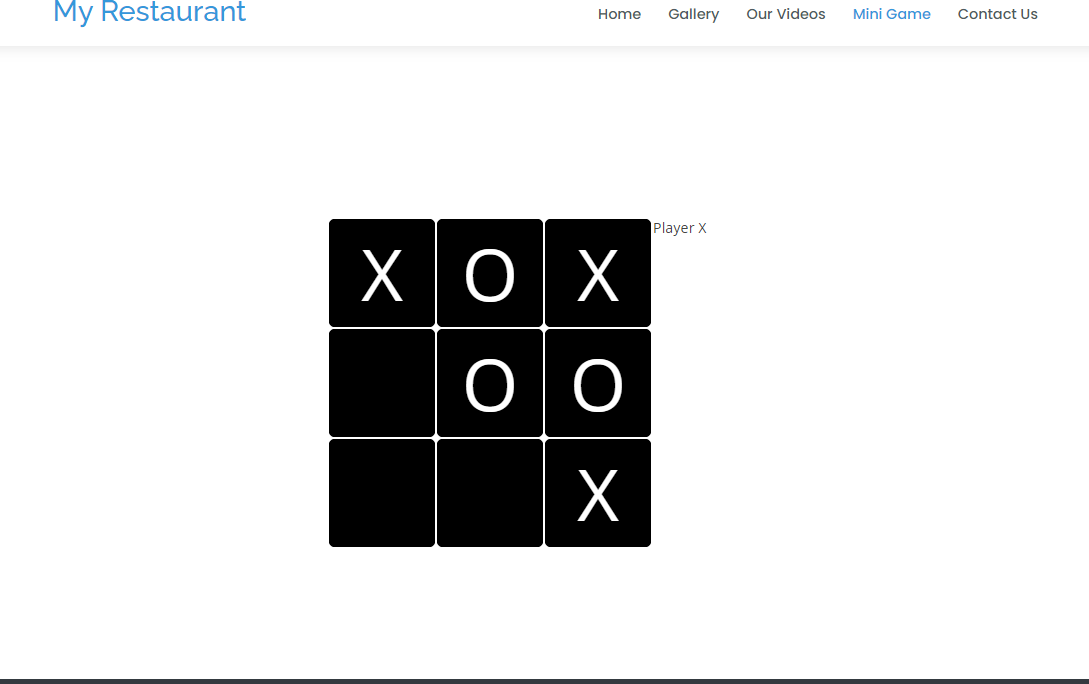 My Restaurant Home Gallery Our Videos Mini Game Contact Us
X O X Player X
O O
X